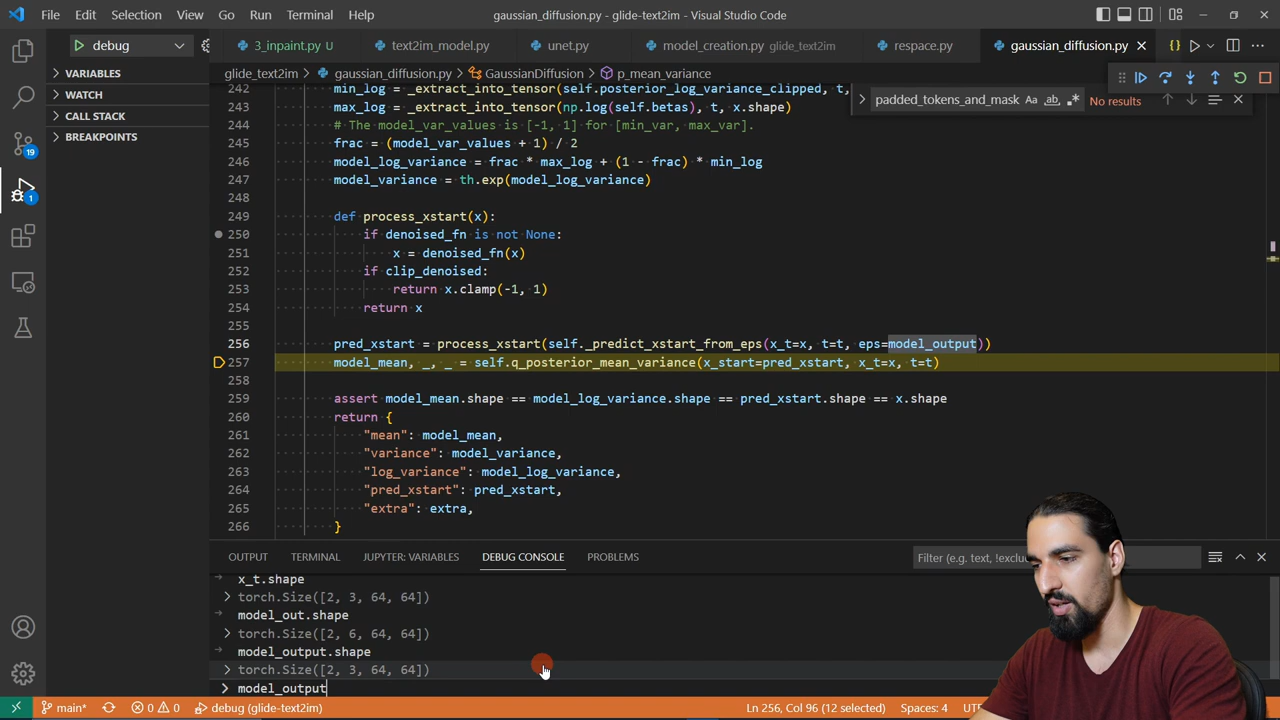 File Edit Selection View Go Run Terminal Help
gaussian_diffusion.py - glide-text2im - Visual Studio Code
debug
3_inpaint.py U
text2im_model.py
unet.py
model_creation.py glide_text2im
respace.py
gaussian_diffusion.py
VARIABLES
WATCH
CALL STACK
BREAKPOINTS
19
1
glide_text2im > gaussian_diffusion.py > GaussianDiffusion > p_mean_variance
padded_tokens_and_mask Aa ab No results
242 min_log = _extract_into_tensor(self.posterior_log_variance_clipped, t,
243 max_log = _extract_into_tensor(np.log(self.betas), t, x.shape)
244 # The model_var_values is [-1, 1] for [min_var, max_var].
245 frac = (model_var_values + 1) / 2
246 model_log_variance = frac * max_log + (1 - frac) * min_log
247 model_variance = th.exp(model_log_variance)
248
249 def process_xstart(x):
250 if denoised_fn is not None:
251 x = denoised_fn(x)
252 if clip_denoised:
253 return x.clamp(-1, 1)
254 return x
255
256 pred_xstart = process_xstart(self._predict_xstart_from_eps(x_t=x, t=t, eps=model_output))
257 model_mean, _, _ = self.q_posterior_mean_variance(x_start=pred_xstart, x_t=x, t=t)
258
259 assert model_mean.shape == model_log_variance.shape == pred_xstart.shape == x.shape
260 return {
261 "mean": model_mean,
262 "variance": model_variance,
263 "log_variance": model_log_variance,
264 "pred_xstart": pred_xstart,
265 "extra": extra,
266 }
OUTPUT TERMINAL JUPYTER: VARIABLES DEBUG CONSOLE PROBLEMS
Filter (e.g. text, !exclu
x_t.shape
torch.Size([2, 3, 64, 64])
model_out.shape
torch.Size([2, 6, 64, 64])
model_output.shape
torch.Size([2, 3, 64, 64])
model_output
main* 0 0 debug (glide-text2im)
Ln 256, Col 96 (12 selected) Spaces: 4